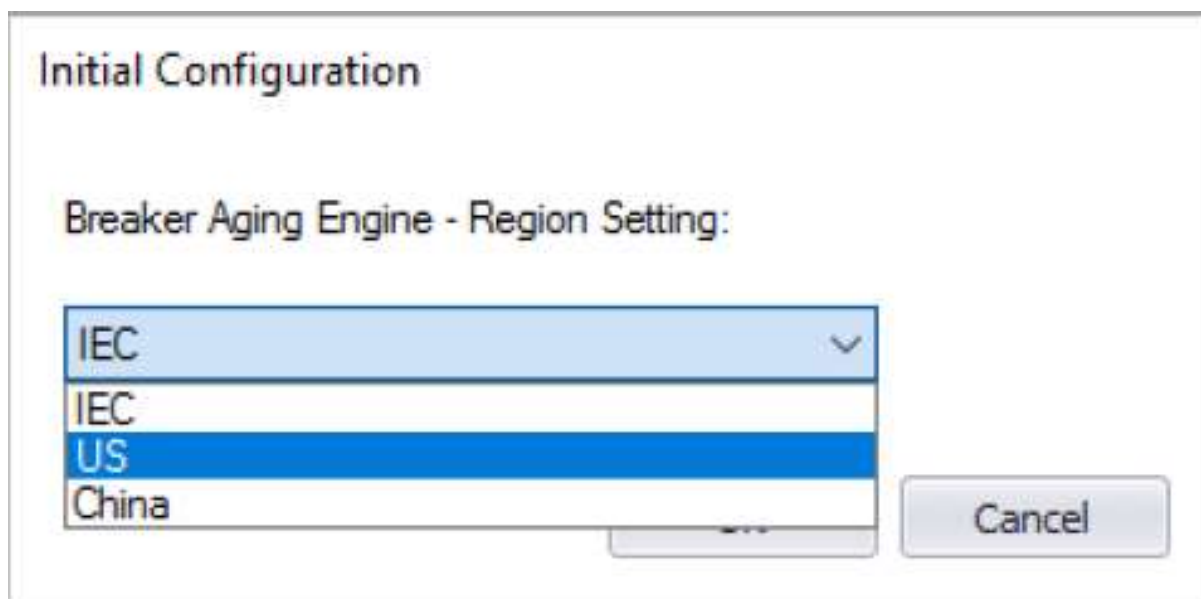 Initial Configuration
Breaker Aging Engine - Region Setting:
IEC
IEC
US
China
Cancel